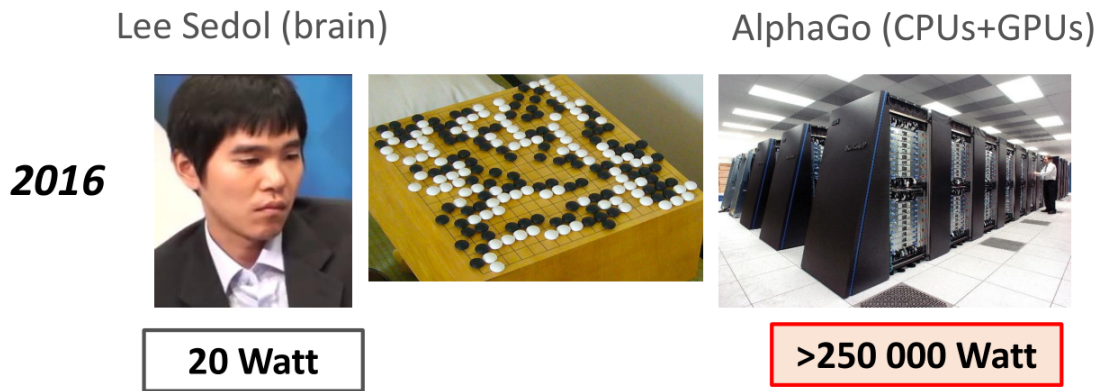 Lee Sedol (brain)
AlphaGo (CPUs+GPUs)
2016
20 Watt
>250 000 Watt